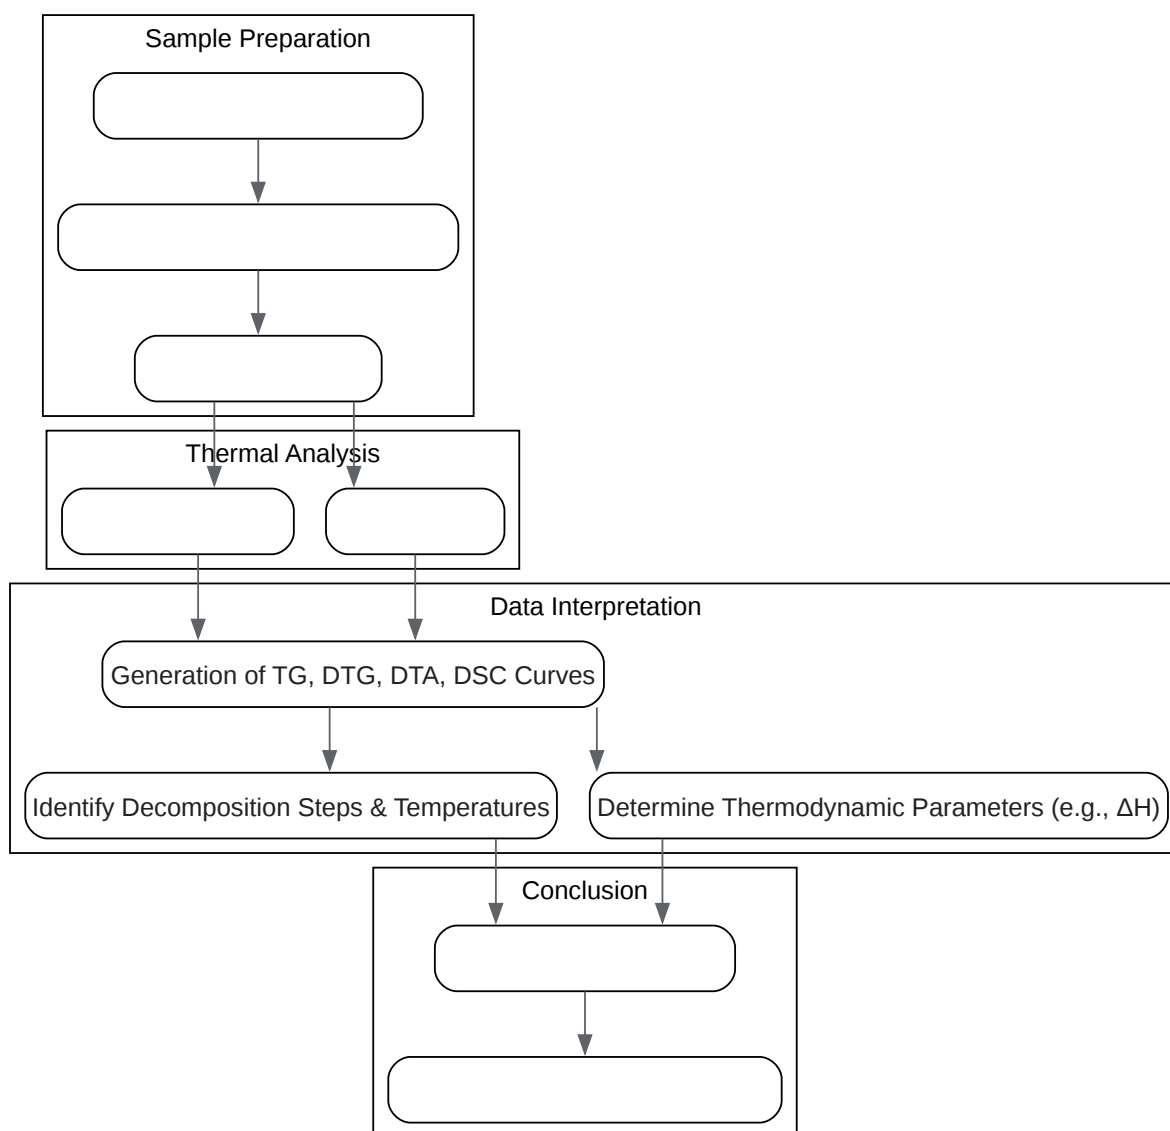 Sample Preparation
Thermal Analysis
Data Interpretation
Generation of TG, DTG, DTA, DSC Curves
Identify Decomposition Steps & Temperatures
Determine Thermodynamic Parameters (e.g., ΔH)
Conclusion